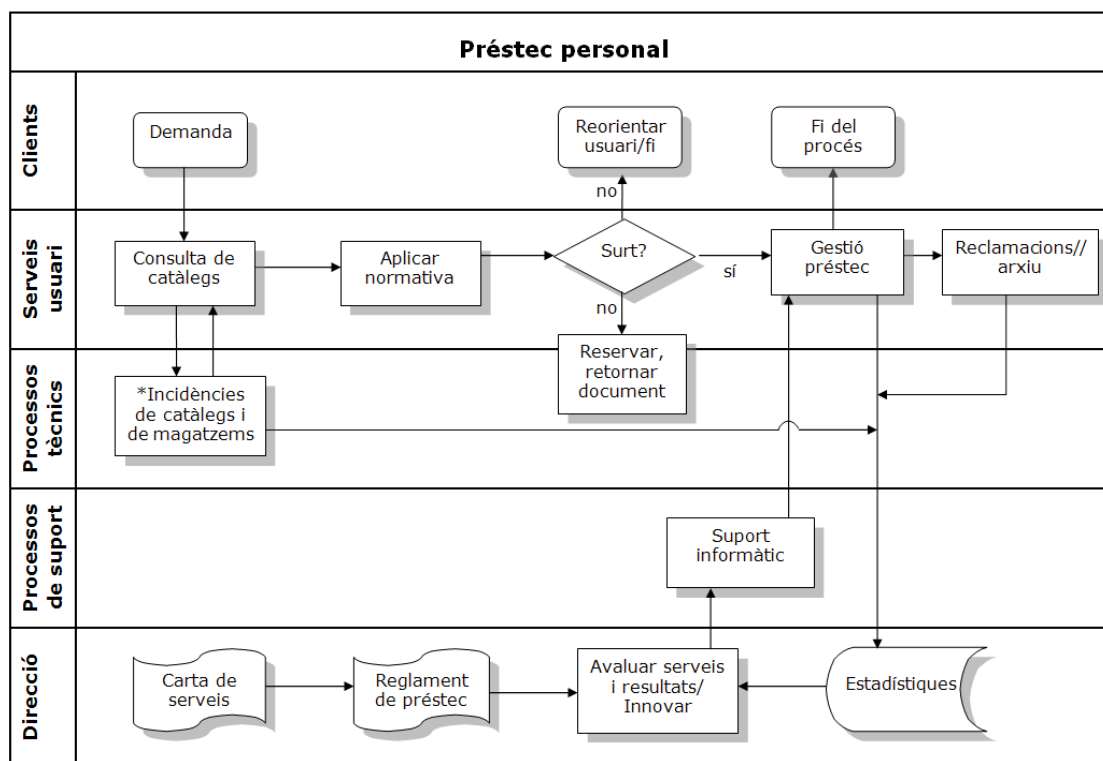 Préstec personal
Clients
Demanda
Reorientar
usuari/fi
Fi del
procés
no
Serveis
usuari
Consulta de
catàlegs
Aplicar
normativa
Surt?
sí
Gestió
préstec
Reclamacions//
arxiu
no
Reservar,
retornar
document
Processos
tècnics
*Incidències
de catàlegs i
de magatzems
Processos
de suport
Suport
informàtic
Direcció
Carta de
serveis
Reglament
de préstec
Avaluar serveis
i resultats/
Innovar
Estadístiques